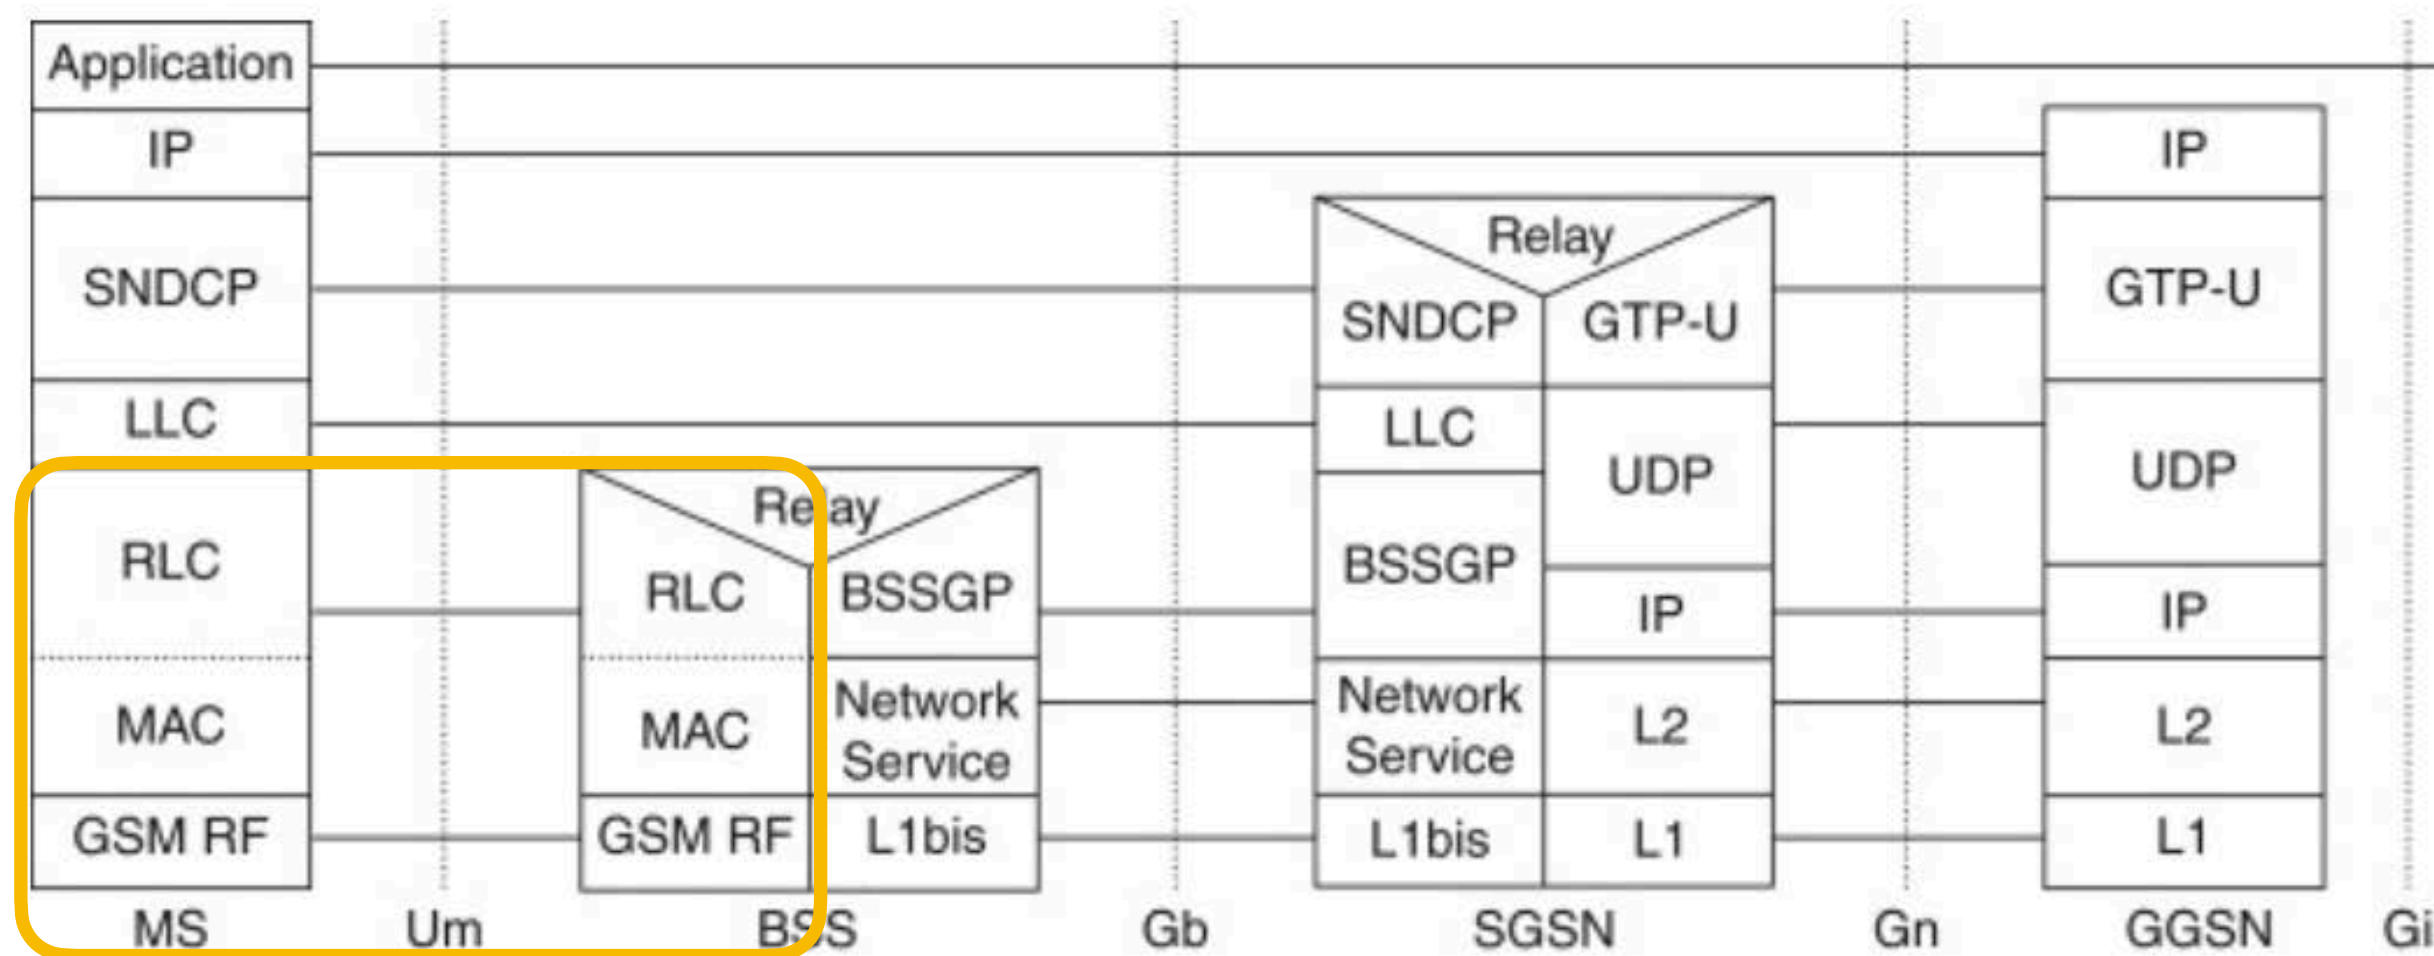 Application
IP
SNDCP
LLC
RLC
MAC
GSM RF
MS
Um
Relay
RLC
BSSGP
MAC
Network
Service
GSM RF
L1bis
BSS
Gb
Relay
SNDCP
GTP-U
LLC
UDP
BSSGP
IP
Network
Service
L2
L1bis
L1
SGSN
Gn
IP
GTP-U
UDP
IP
L2
L1
GGSN
Gi